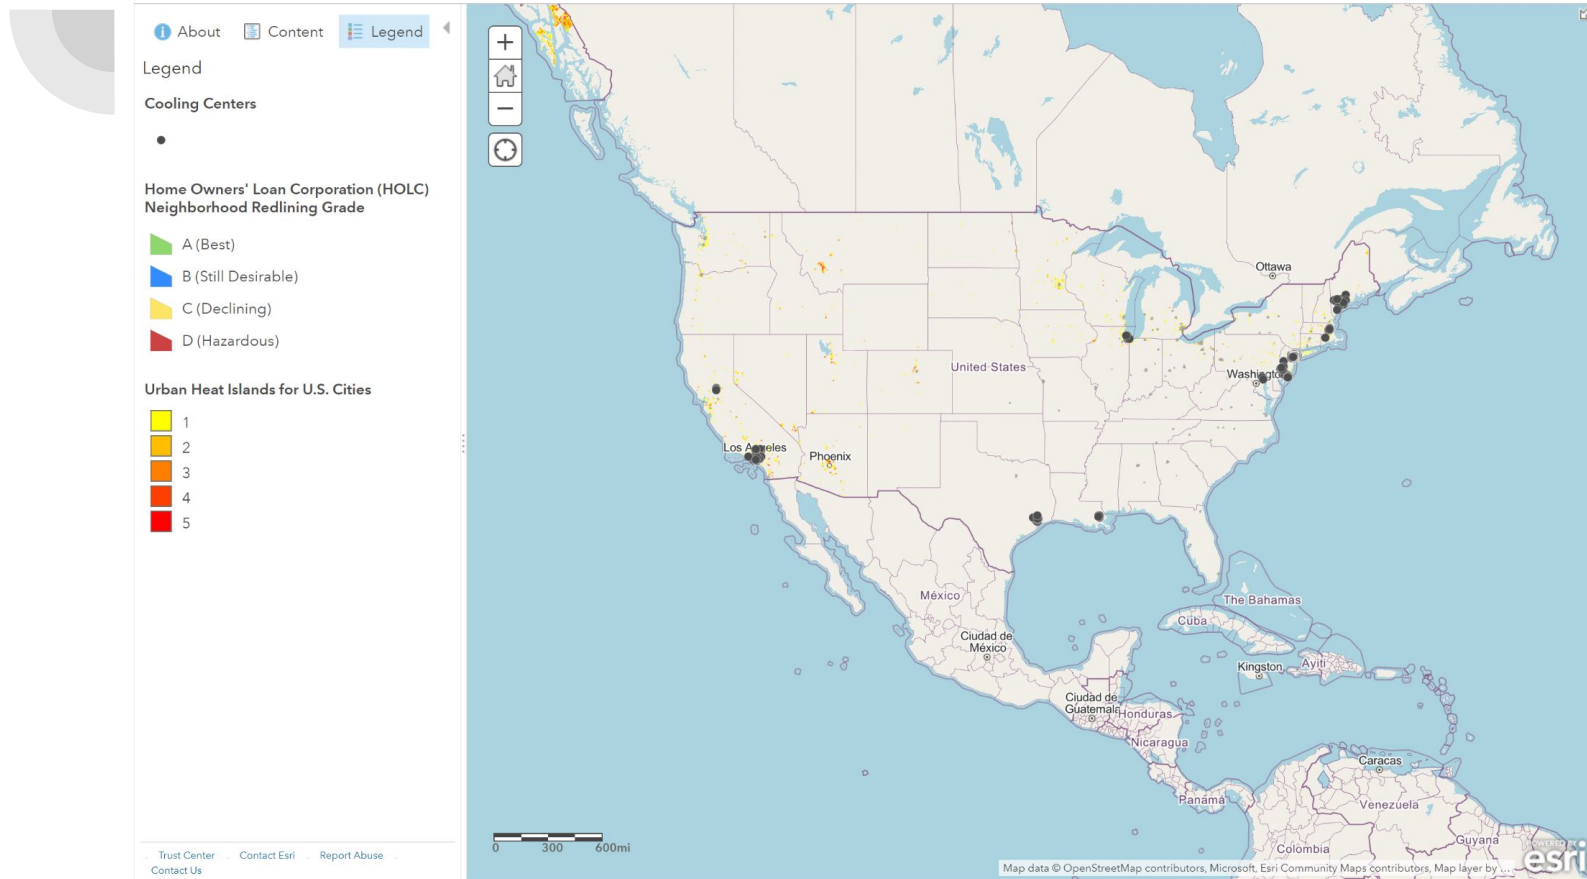 About
Content
Legend
Legend
Cooling Centers
Home Owners' Loan Corporation (HOLC)
Neighborhood Redlining Grade
A (Best)
B (Still Desirable)
C (Declining)
D (Hazardous)
Urban Heat Islands for U.S. Cities
1
2
3
4
5
Trust Center
Contact Esri
Report Abuse
Contact Us
Ottawa
United States
Washington
Los Angeles
Phoenix
México
Ciudad de
México
The Bahamas
Cuba
Kingston
Ayiti
Ciudad de
Guatemala
Honduras
Nicaragua
Caracas
Panamá
Venezuela
Guyana
Colombia
0 300 600mi
Map data © OpenStreetMap contributors, Microsoft, Esri Community Maps contributors, Map layer by ...
POWERED BY
esri